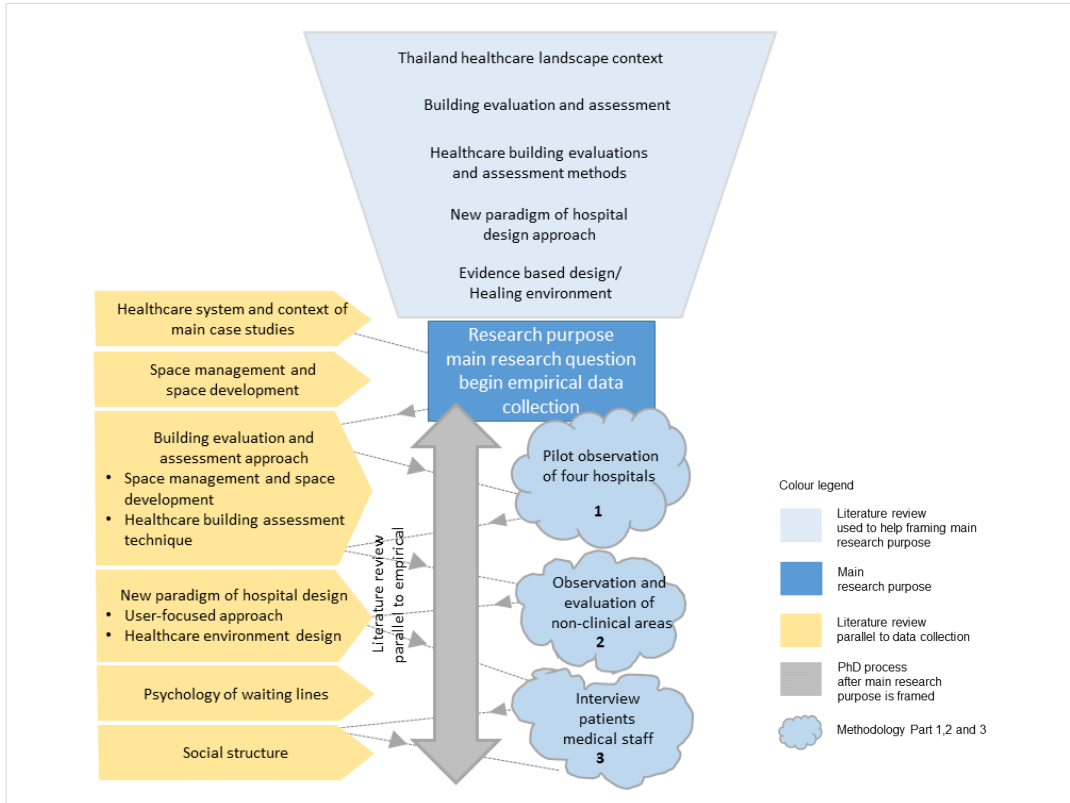 Thailand healthcare landscape context
Building evaluation and assessment
Healthcare building evaluations
and assessment methods
New paradigm of hospital
design approach
Evidence based design/
Healing environment
Research purpose
main research question
begin empirical data
collection
Healthcare system and context of
main case studies
Space management and
space development
Building evaluation and
assessment approach
• Space management and space
development
• Healthcare building assessment
technique
New paradigm of hospital design
• User-focused approach
• Healthcare environment design
Psychology of waiting lines
Social structure
Literature review
parallel to empirical
Pilot observation
of four hospitals
1
Observation and
evaluation of
non-clinical areas
2
Interview
patients
medical staff
3
Colour legend
Literature review
used to help framing main
research purpose
Main
research purpose
Literature review
parallel to data collection
PhD process
after main research
purpose is framed
Methodology Part 1,2 and 3